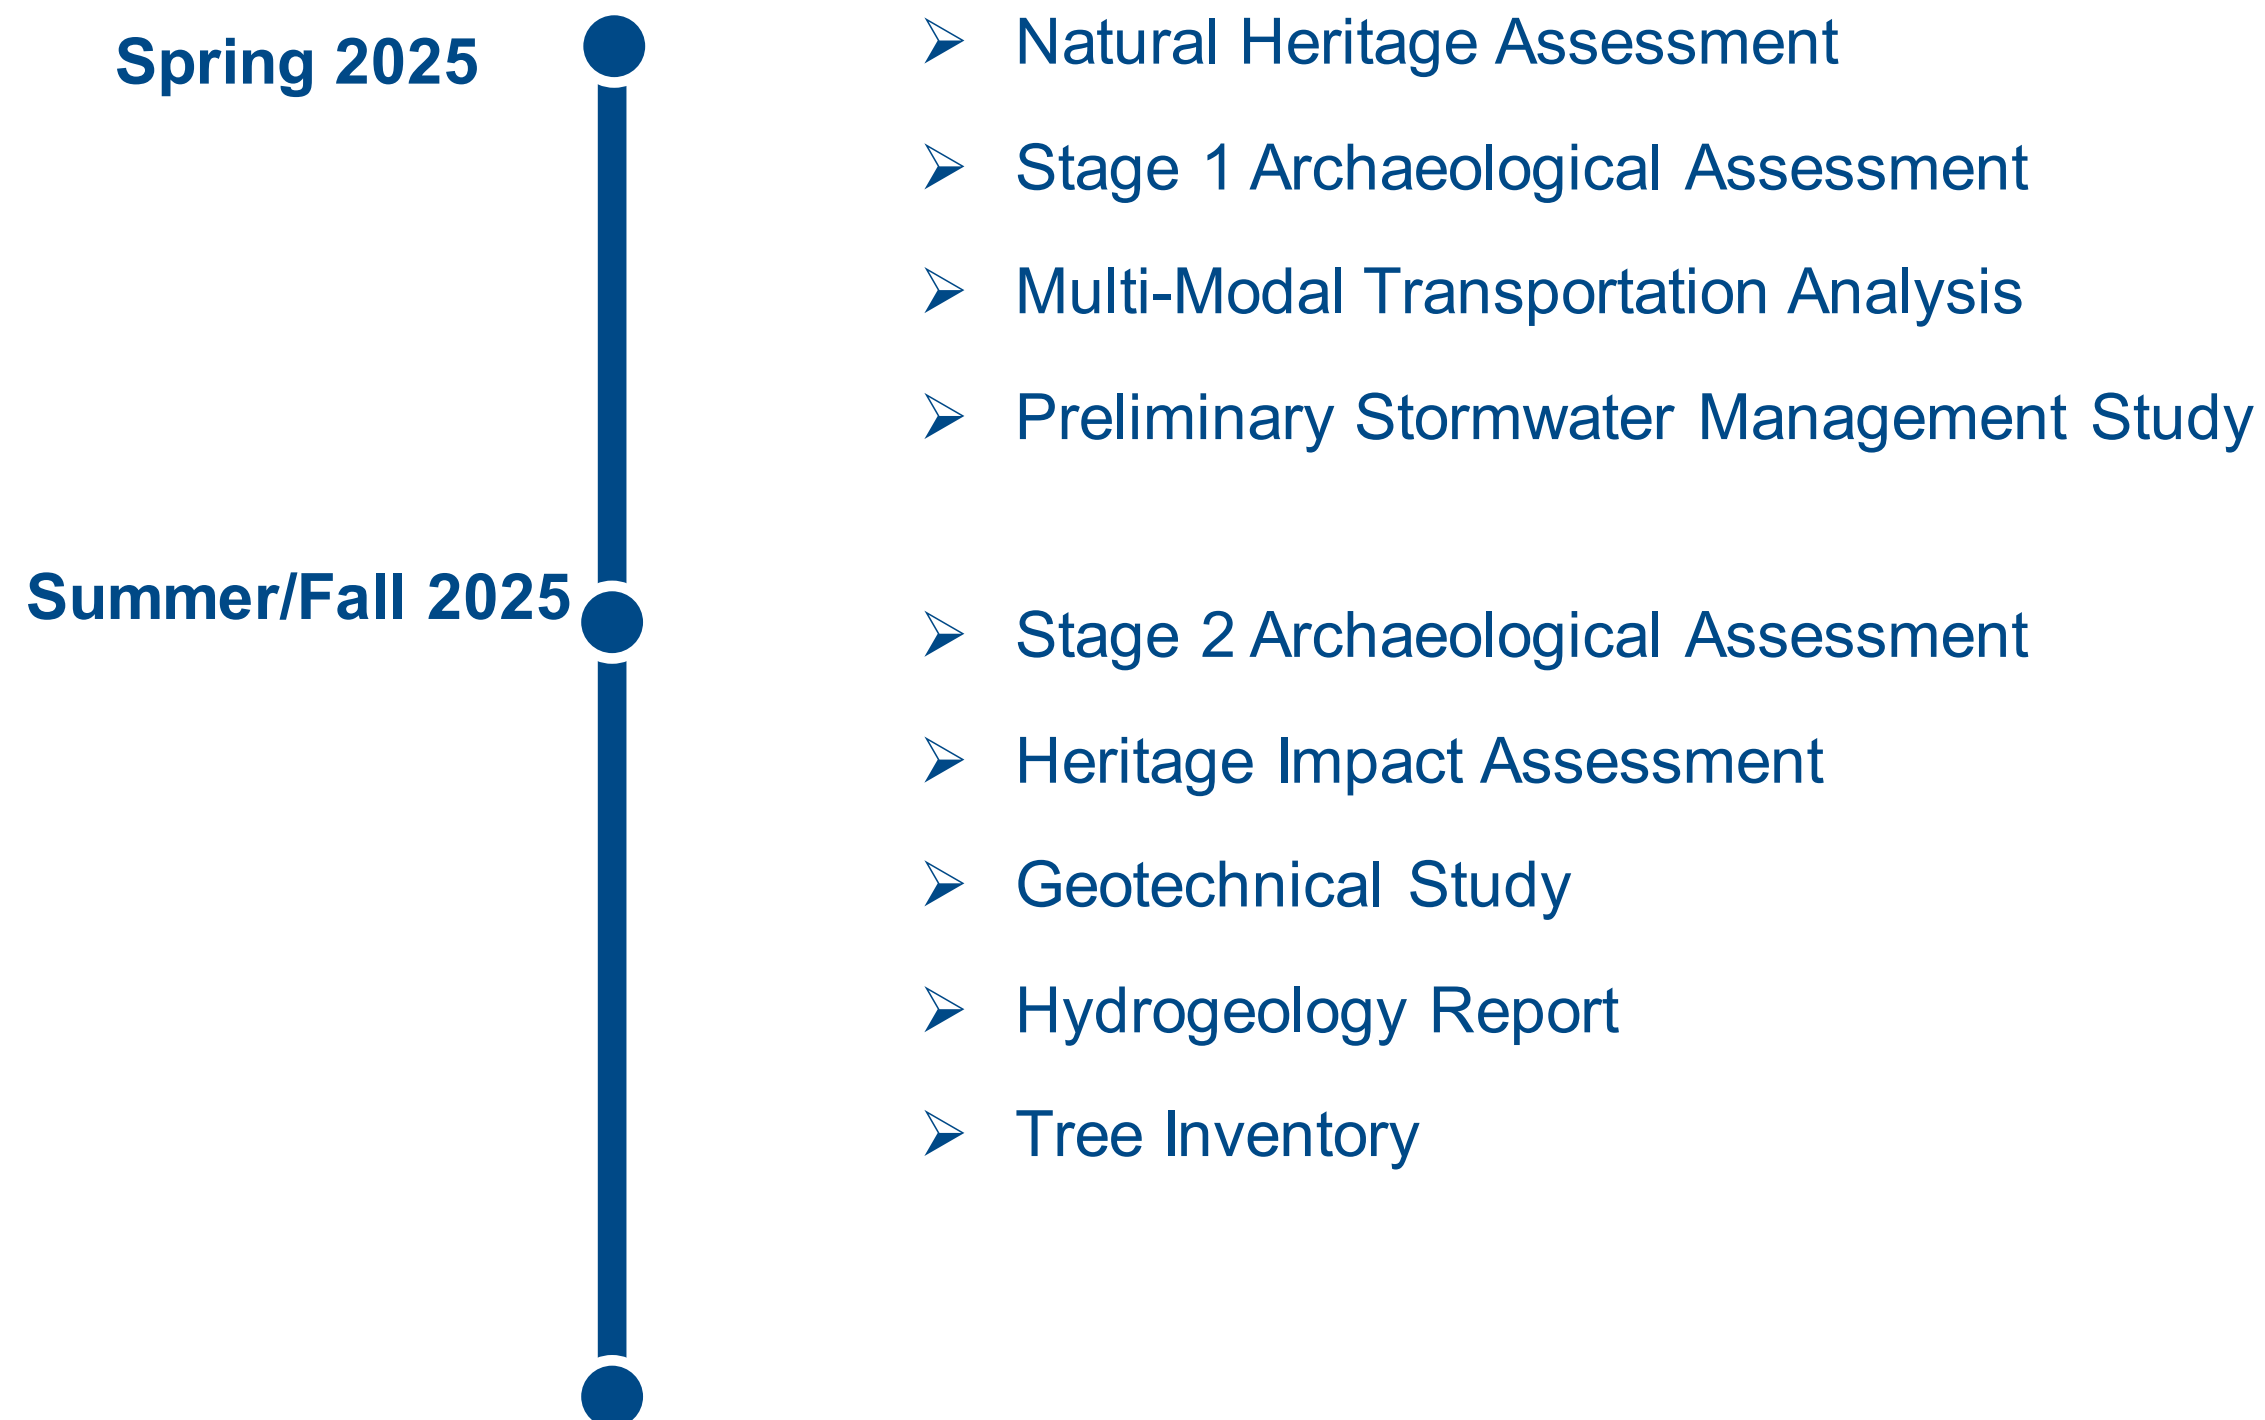 Spring 2025
Natural Heritage Assessment
Stage 1 Archaeological Assessment
Multi-Modal Transportation Analysis
Preliminary Stormwater Management Study
Summer/Fall 2025
Stage 2 Archaeological Assessment
Heritage Impact Assessment
Geotechnical Study
Hydrogeology Report
Tree Inventory